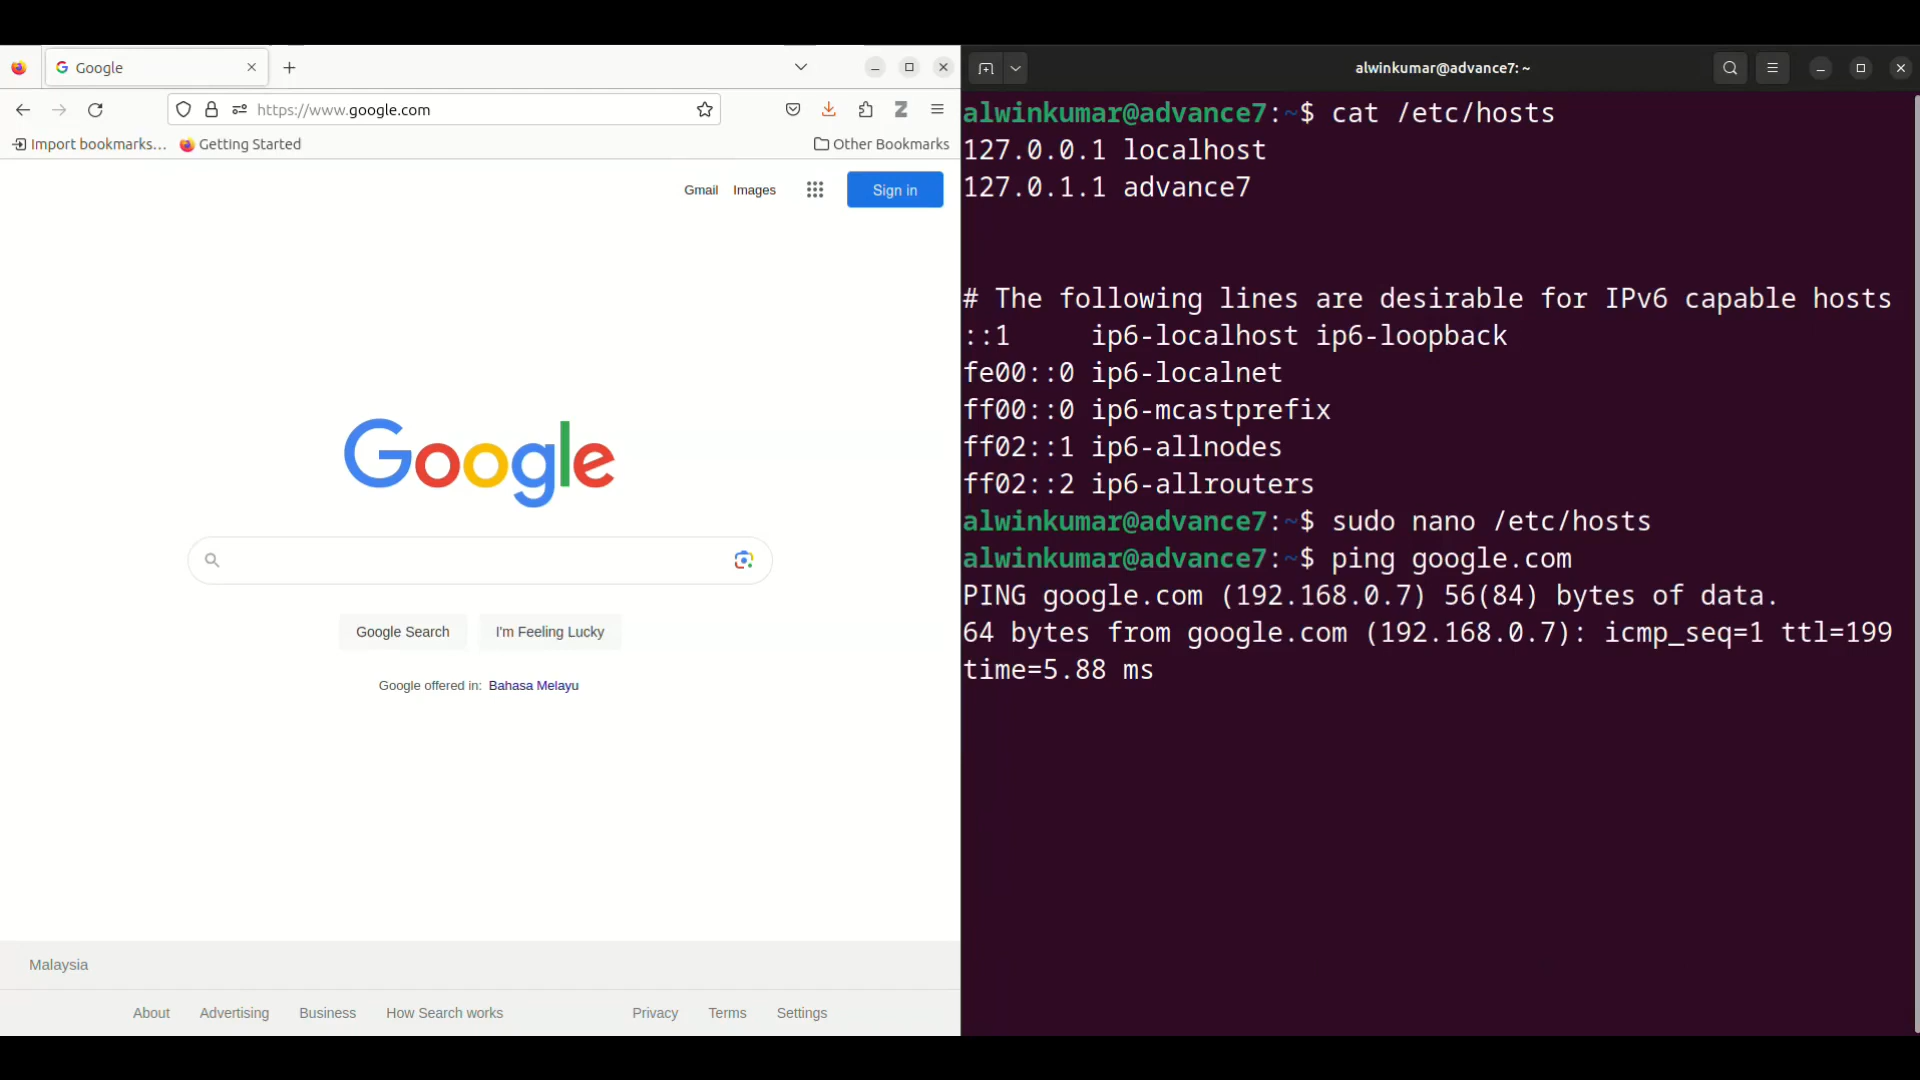 Google
https://www.google.com
Import bookmarks...
Getting Started
Other Bookmarks
Gmail
Images
Sign in
Google
Google Search
I'm Feeling Lucky
Google offered in: Bahasa Melayu
Malaysia
About
Advertising
Business
How Search works
Privacy
Terms
Settings
alwinkumar@advance7: ~
alwinkumar@advance7:~$ cat /etc/hosts
127.0.0.1 localhost
127.0.1.1 advance7
# The following lines are desirable for IPv6 capable hosts
::1     ip6-localhost ip6-loopback
fe00::0 ip6-localnet
ff00::0 ip6-mcastprefix
ff02::1 ip6-allnodes
ff02::2 ip6-allrouters
alwinkumar@advance7:~$ sudo nano /etc/hosts
alwinkumar@advance7:~$ ping google.com
PING google.com (192.168.0.7) 56(84) bytes of data.
64 bytes from google.com (192.168.0.7): icmp_seq=1 ttl=199
time=5.88 ms